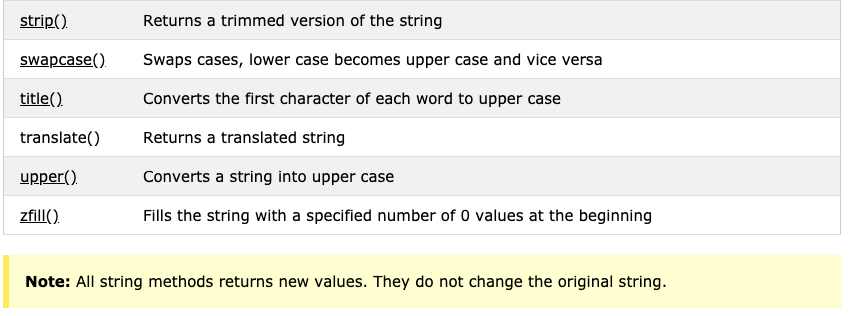 strip() Returns a trimmed version of the string
swapcase() Swaps cases, lower case becomes upper case and vice versa
title() Converts the first character of each word to upper case
translate() Returns a translated string
upper() Converts a string into upper case
zfill() Fills the string with a specified number of 0 values at the beginning
Note: All string methods returns new values. They do not change the original string.